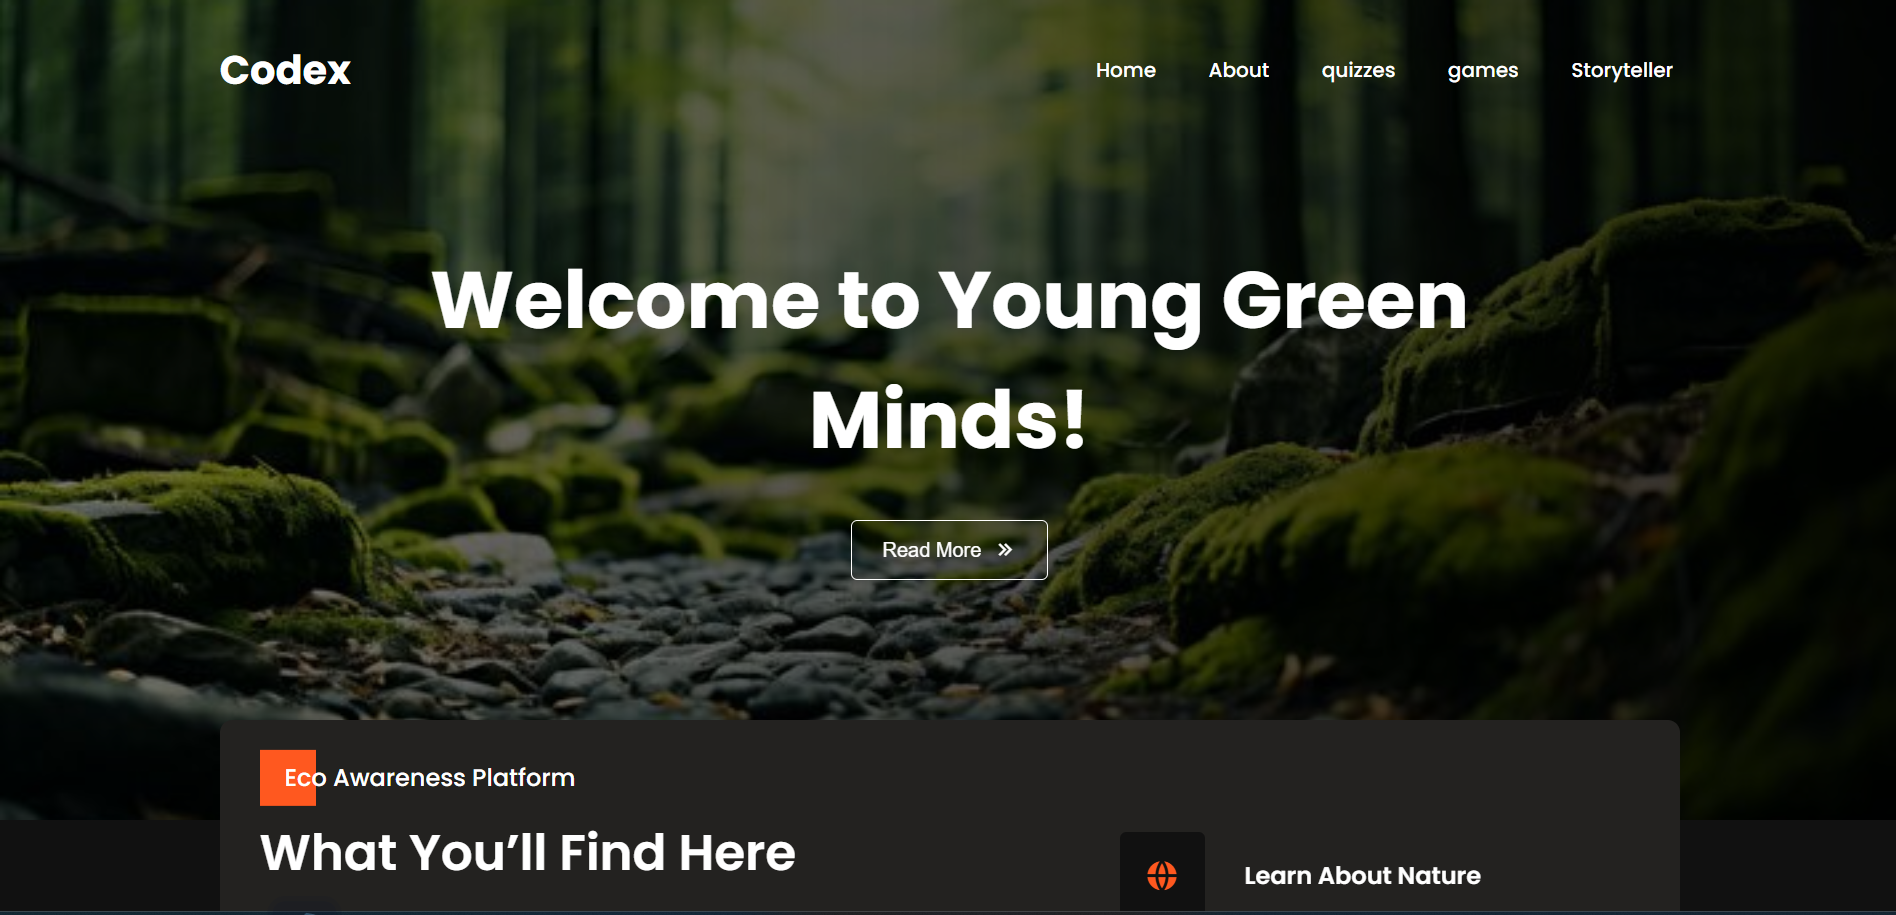 Codex
Home About quizzes games Storyteller
Welcome to Young Green
Minds!
Read More
Eco Awareness Platform
What You’ll Find Here
Learn About Nature